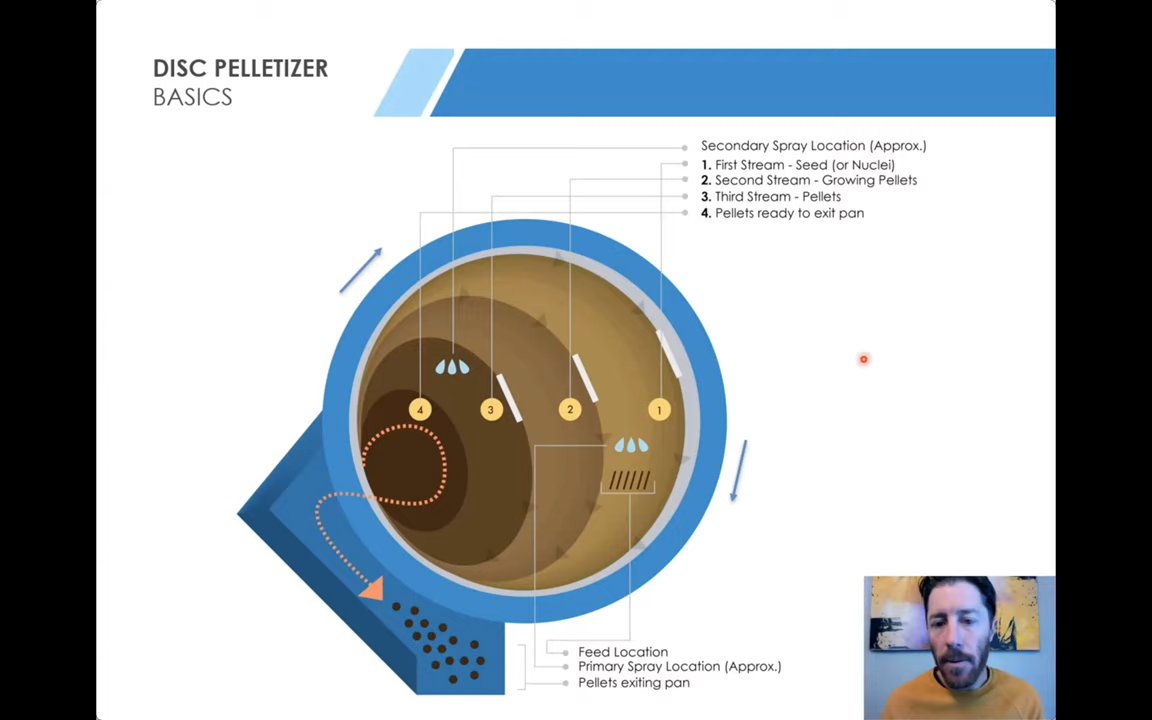 DISC PELLETIZER
BASICS
Secondary Spray Location (Approx.)
1. First Stream - Seed (or Nuclei)
2. Second Stream - Growing Pellets
3. Third Stream - Pellets
4. Pellets ready to exit pan
4
3
2
1
Feed Location
Primary Spray Location (Approx.)
Pellets exiting pan